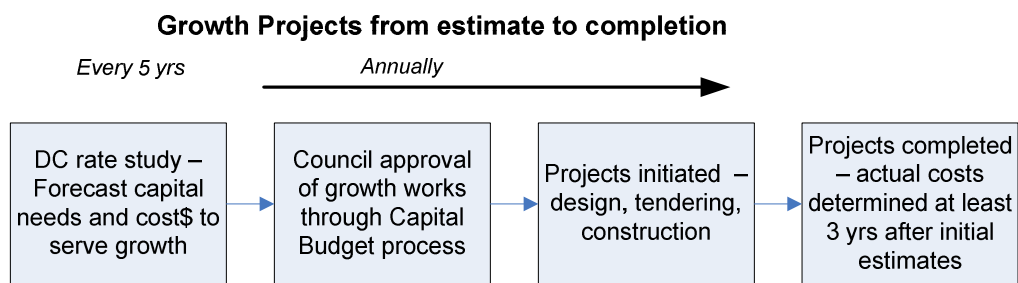 Growth Projects from estimate to completion
Every 5 yrs
Annually
DC rate study –
Forecast capital
needs and cost$ to
serve growth
Council approval
of growth works
through Capital
Budget process
Projects initiated –
design, tendering,
construction
Projects completed
– actual costs
determined at least
3 yrs after initial
estimates